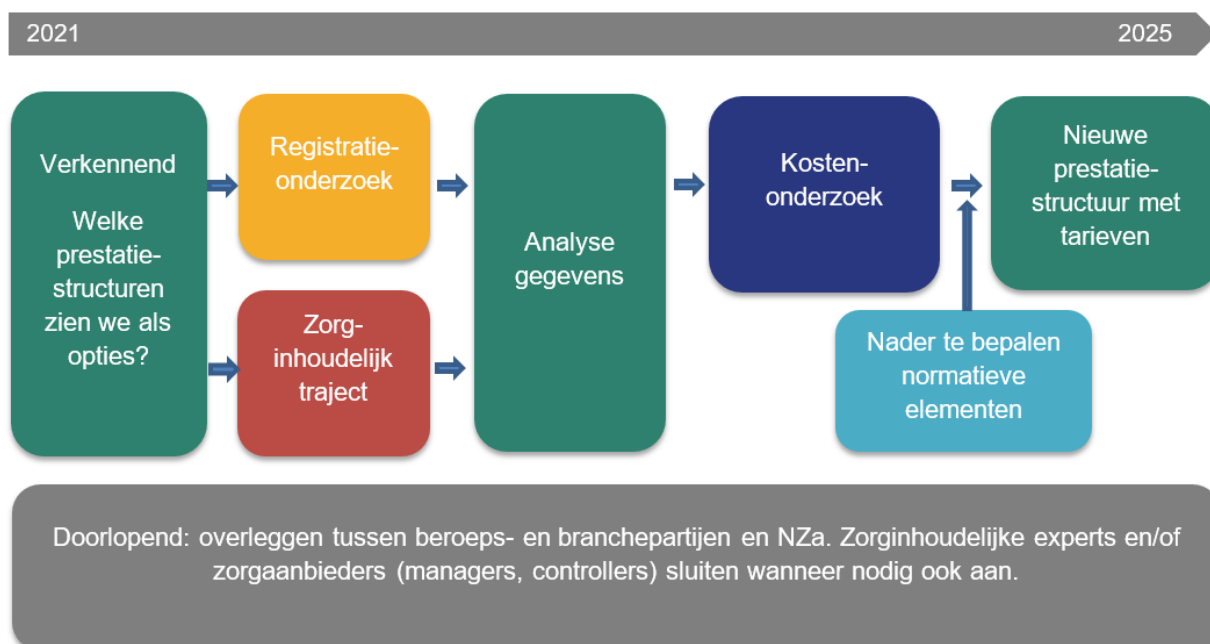 2021
2025
Verkennend
Welke
prestatie-
structuren
zien we als
opties?
Registratie-
onderzoek
Zorg-
inhoudelijk
traject
Analyse
gegevens
Kosten-
onderzoek
Nieuwe
prestatie-
structuur met
tarieven
Nader te bepalen
normatieve
elementen
Doorlopend: overleggen tussen beroeps- en branchepartijen en NZa. Zorginhoudelijke experts en/of
zorgaanbieders (managers, controllers) sluiten wanneer nodig ook aan.